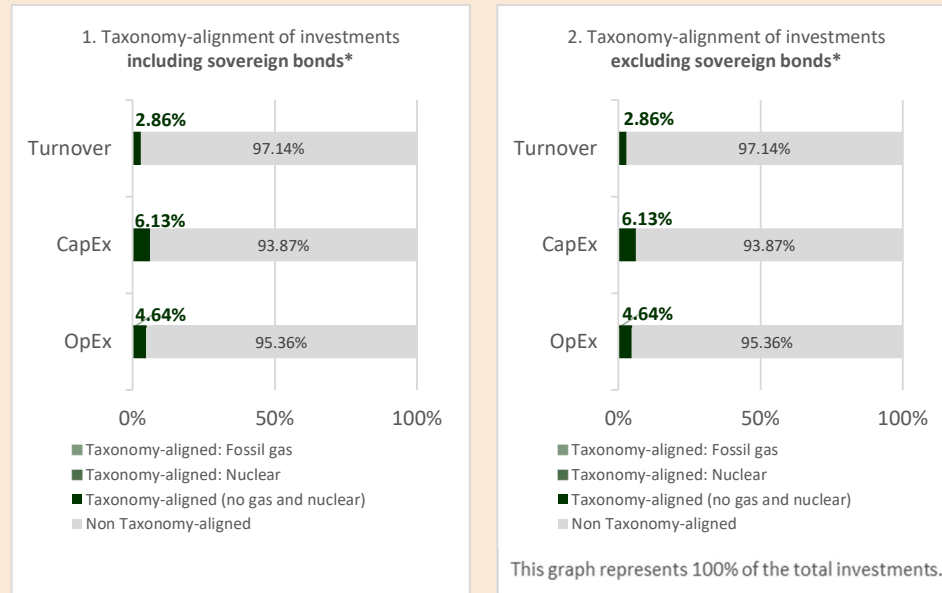 1. Taxonomy-alignment of investments
including sovereign bonds*
2.86%
Turnover
97.14%
6.13%
CapEx
93.87%
4.64%
OpEx
95.36%
0%
50%
100%
Taxonomy-aligned: Fossil gas
Taxonomy-aligned: Nuclear
Taxonomy-aligned (no gas and nuclear)
Non Taxonomy-aligned
2. Taxonomy-alignment of investments
excluding sovereign bonds*
2.86%
Turnover
97.14%
6.13%
CapEx
93.87%
4.64%
OpEx
95.36%
0%
50%
100%
Taxonomy-aligned: Fossil gas
Taxonomy-aligned: Nuclear
Taxonomy-aligned (no gas and nuclear)
Non Taxonomy-aligned
This graph represents 100% of the total investments.